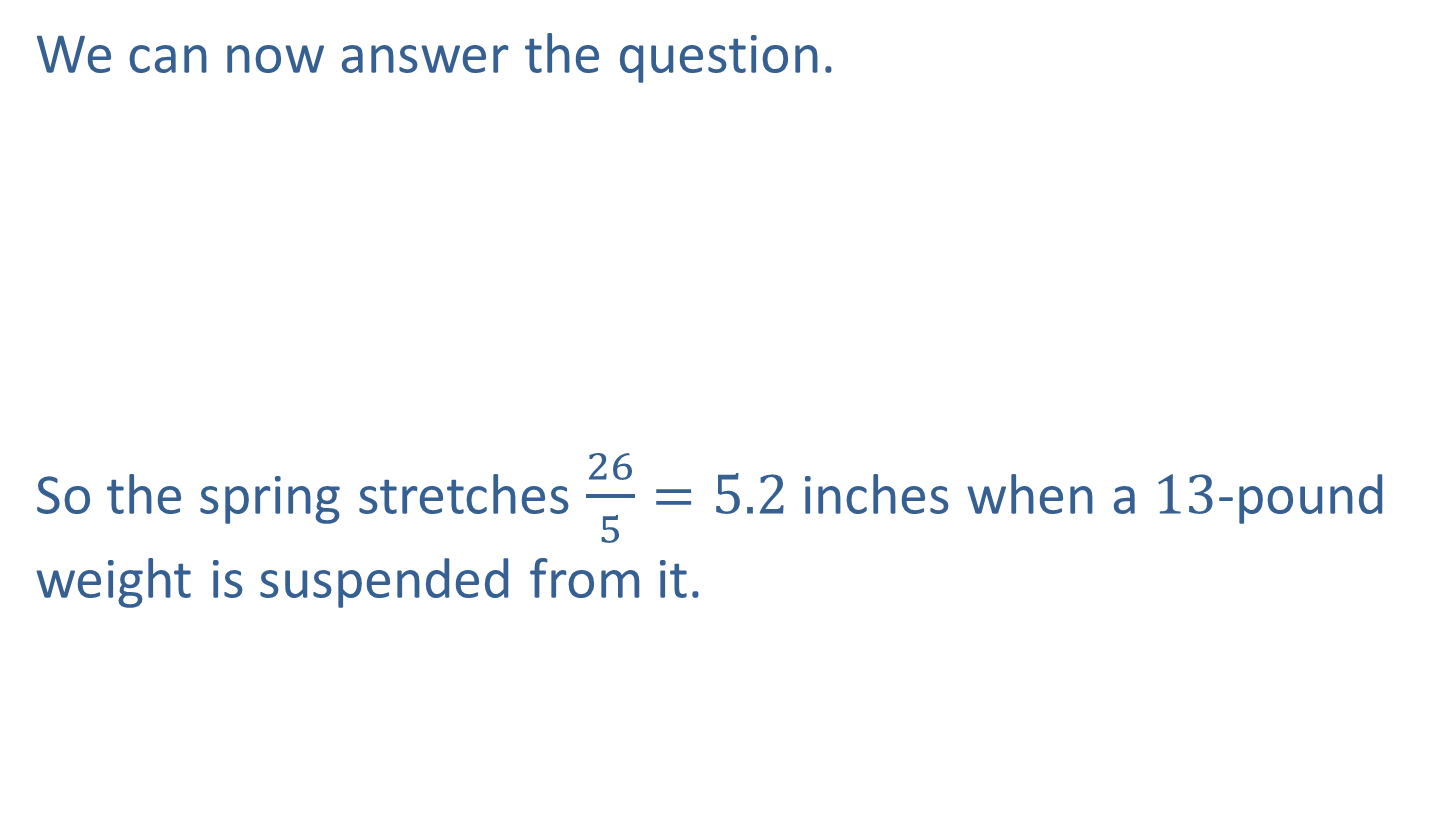 We can now answer the question.
So the spring stretches 26/5 = 5.2 inches when a 13-pound
weight is suspended from it.